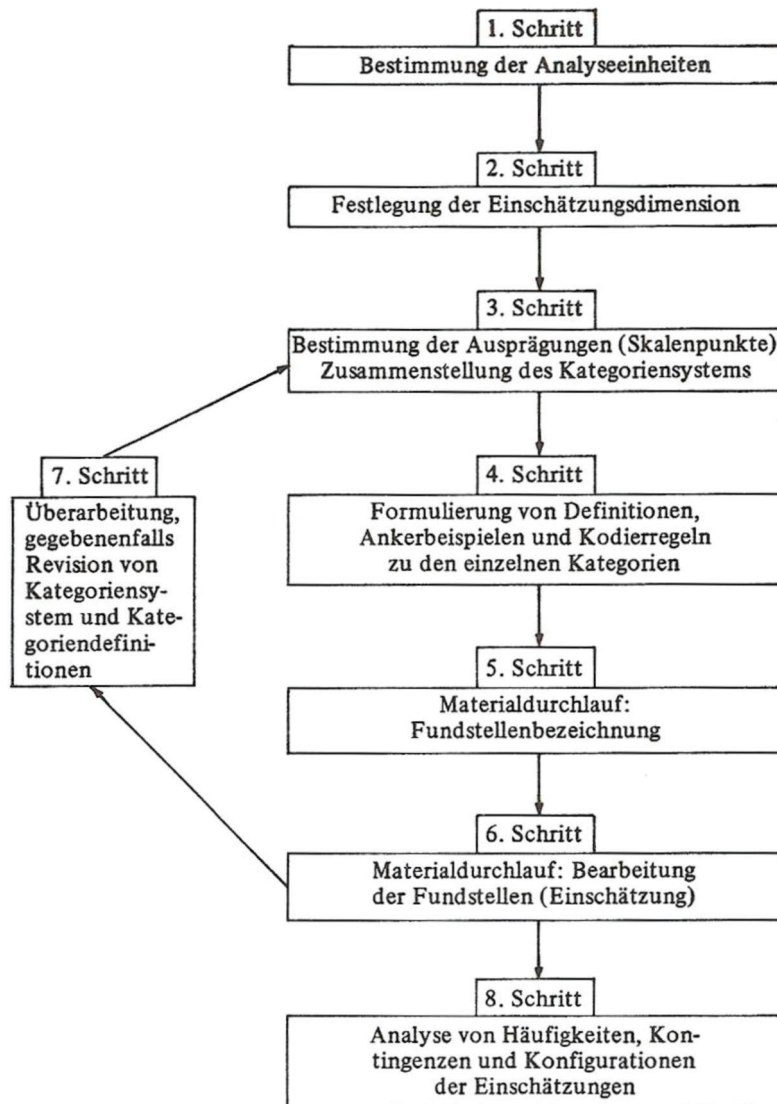 1. Schritt
Bestimmung der Analyseeinheiten
2. Schritt
Festlegung der Einschätzungsdimension
3. Schritt
Bestimmung der Ausprägungen (Skalenpunkte)
Zusammenstellung des Kategoriensystems
4. Schritt
Formulierung von Definitionen,
Ankerbeispielen und Kodierregeln
zu den einzelnen Kategorien
5. Schritt
Materialdurchlauf:
Fundstellenbezeichnung
6. Schritt
Materialdurchlauf: Bearbeitung
der Fundstellen (Einschätzung)
7. Schritt
Überarbeitung,
gegebenenfalls
Revision von
Kategoriensy-
stem und Kate-
goriendefini-
tionen
8. Schritt
Analyse von Häufigkeiten, Kon-
tingenzen und Konfigurationen
der Einschätzungen